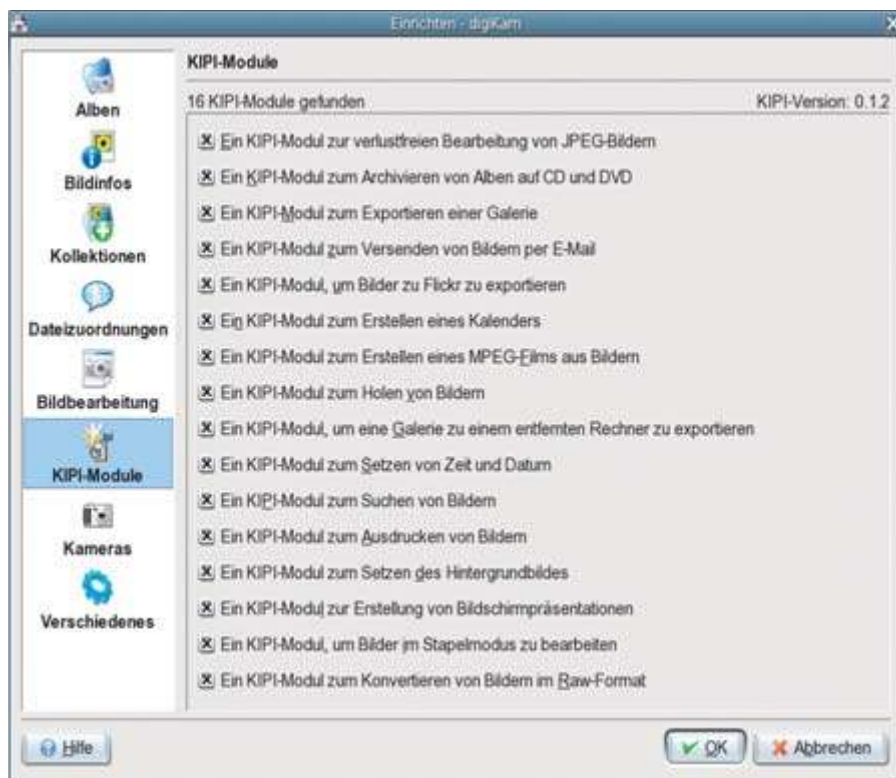 Einrichten - digiKam
Alben
Bildinfos
Kollektionen
Dateizuordnungen
Bildbearbeitung
KIPI-Module
Kameras
Verschiedenes
KIPI-Module
16 KIPI-Module gefunden KIPI-Version: 0.1.2
Ein KIPI-Modul zur verlustfreien Bearbeitung von JPEG-Bildern
Ein KIPI-Modul zum Archivieren von Alben auf CD und DVD
Ein KIPI-Modul zum Exportieren einer Galerie
Ein KIPI-Modul zum Versenden von Bildern per E-Mail
Ein KIPI-Modul, um Bilder zu Flickr zu exportieren
Ein KIPI-Modul zum Erstellen eines Kalenders
Ein KIPI-Modul zum Erstellen eines MPEG-Films aus Bildern
Ein KIPI-Modul zum Holen von Bildern
Ein KIPI-Modul, um eine Galerie zu einem entfernten Rechner zu exportieren
Ein KIPI-Modul zum Setzen von Zeit und Datum
Ein KIPI-Modul zum Suchen von Bildern
Ein KIPI-Modul zum Ausdrucken von Bildern
Ein KIPI-Modul zum Setzen des Hintergrundbildes
Ein KIPI-Modul zur Erstellung von Bildschirmpräsentationen
Ein KIPI-Modul, um Bilder im Stapelmodus zu bearbeiten
Ein KIPI-Modul zum Konvertieren von Bildern im Raw-Format
Hilfe OK Abbrechen